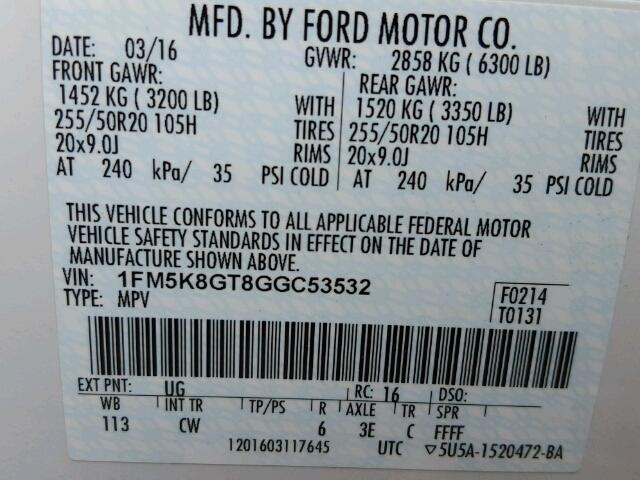 MFD. BY FORD MOTOR CO.
DATE: 03/16 GVWR: 2858 KG ( 6300 LB)
FRONT GAWR: REAR GAWR:
1452 KG ( 3200 LB) WITH 1520 KG ( 3350 LB) WITH
255/50R20 105H TIRES 255/50R20 105H TIRES
20x9.0J RIMS 20x9.0J RIMS
AT 240 kPa/ 35 PSI COLD AT 240 kPa/ 35 PSI COLD
THIS VEHICLE CONFORMS TO ALL APPLICABLE FEDERAL MOTOR
VEHICLE SAFETY STANDARDS IN EFFECT ON THE DATE OF
MANUFACTURE SHOWN ABOVE.
VIN: 1FM5K8GT8GGC53532 F0214
TYPE: MPV T0131
EXT PNT: UG RC: 16 DSO:
WB INT TR TP/PS R AXLE TR SPR
113 CW 6 3E C FFFF
1201603117645 UTC ▽5U5A-1520472-BA